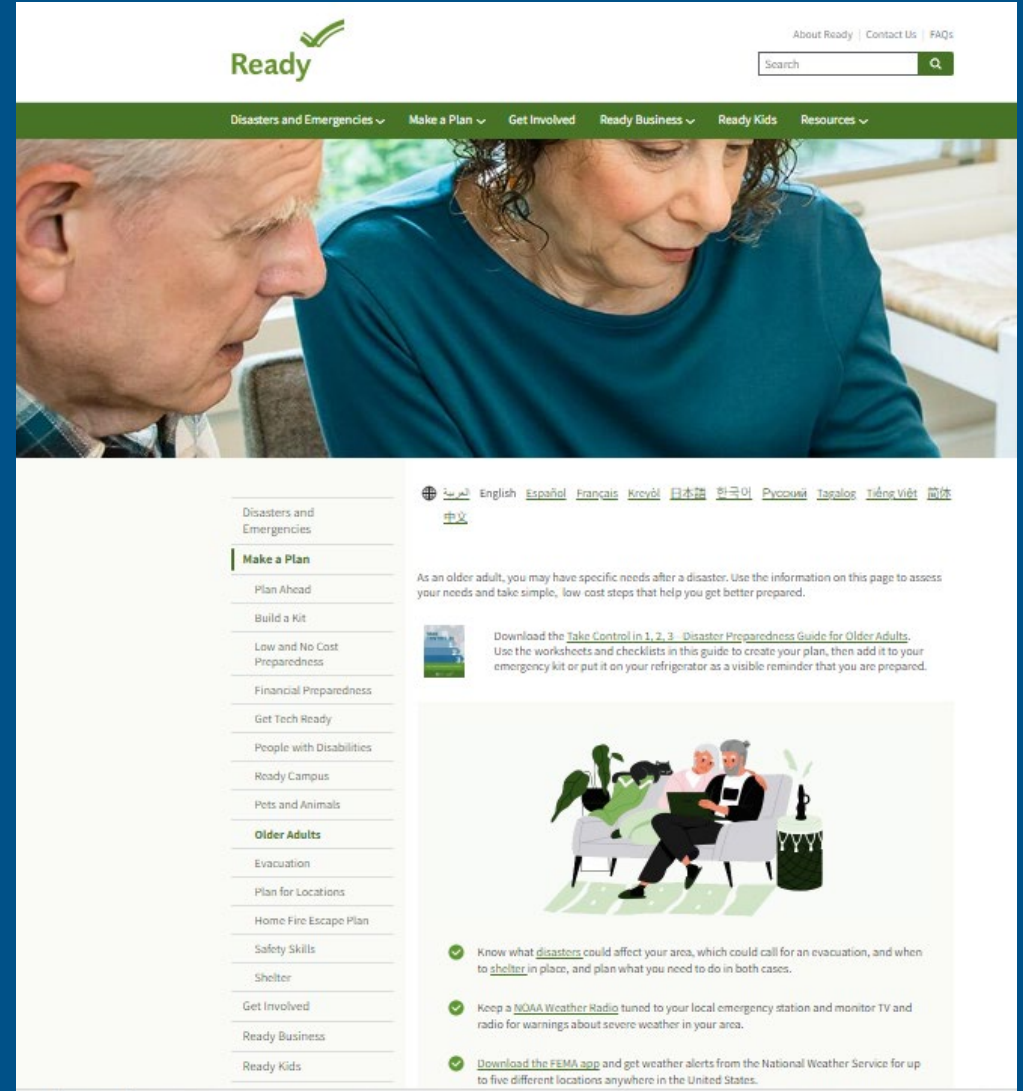 Ready
About Ready | Contact Us | FAQs
Search
Disasters and Emergencies
Make a Plan
Get Involved
Ready Business
Ready Kids
Resources
العربية English Español Français Kreyòl 日本語 한국어 Русский Tagalog Tiếng Việt 简体
中文
Disasters and
Emergencies
Make a Plan
Plan Ahead
Build a Kit
Low and No Cost
Preparedness
Financial Preparedness
Get Tech Ready
People with Disabilities
Ready Campus
Pets and Animals
Older Adults
Evacuation
Plan for Locations
Home Fire Escape Plan
Safety Skills
Shelter
Get Involved
Ready Business
Ready Kids
As an older adult, you may have specific needs after a disaster. Use the information on this page to assess
your needs and take simple, low cost steps that help you get better prepared.
Download the Take Control in 1, 2, 3 Disaster Preparedness Guide for Older Adults.
Use the worksheets and checklists in this guide to create your plan, then add it to your
emergency kit or put it on your refrigerator as a visible reminder that you are prepared.
Know what disasters could affect your area, which could call for an evacuation, and when
to shelter in place, and plan what you need to do in both cases.
Keep a NOAA Weather Radio tuned to your local emergency station and monitor TV and
radio for warnings about severe weather in your area.
Download the FEMA app and get weather alerts from the National Weather Service for up
to five different locations anywhere in the United States.